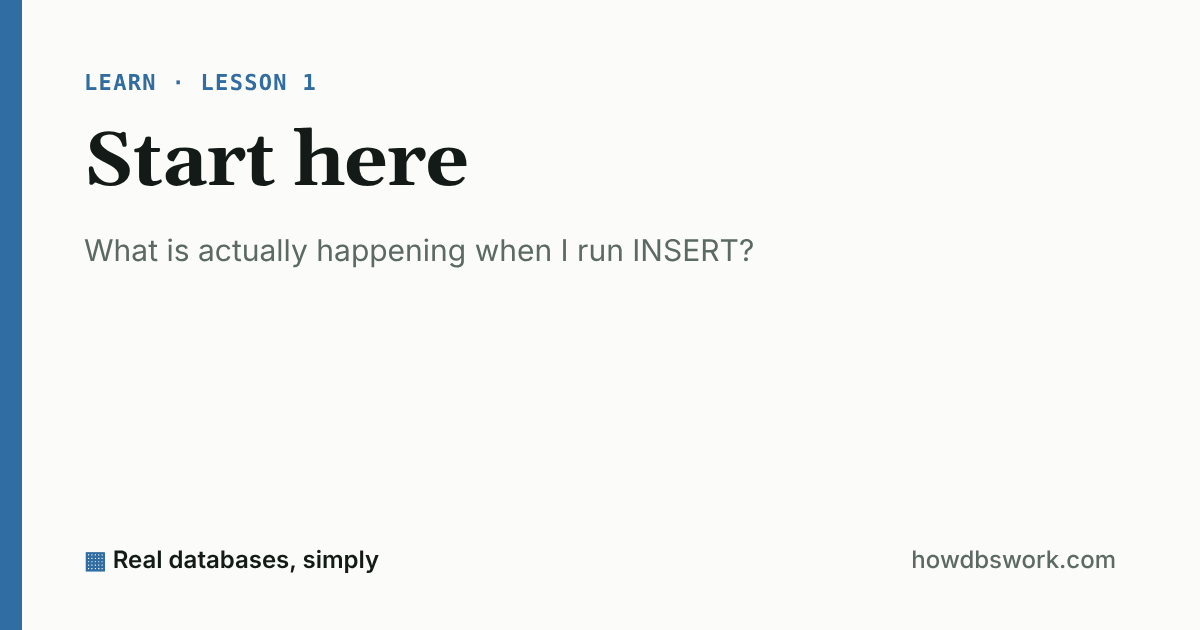 LEARN · LESSON 1
Start here
What is actually happening when I run INSERT?
Real databases, simply
howdbswork.com